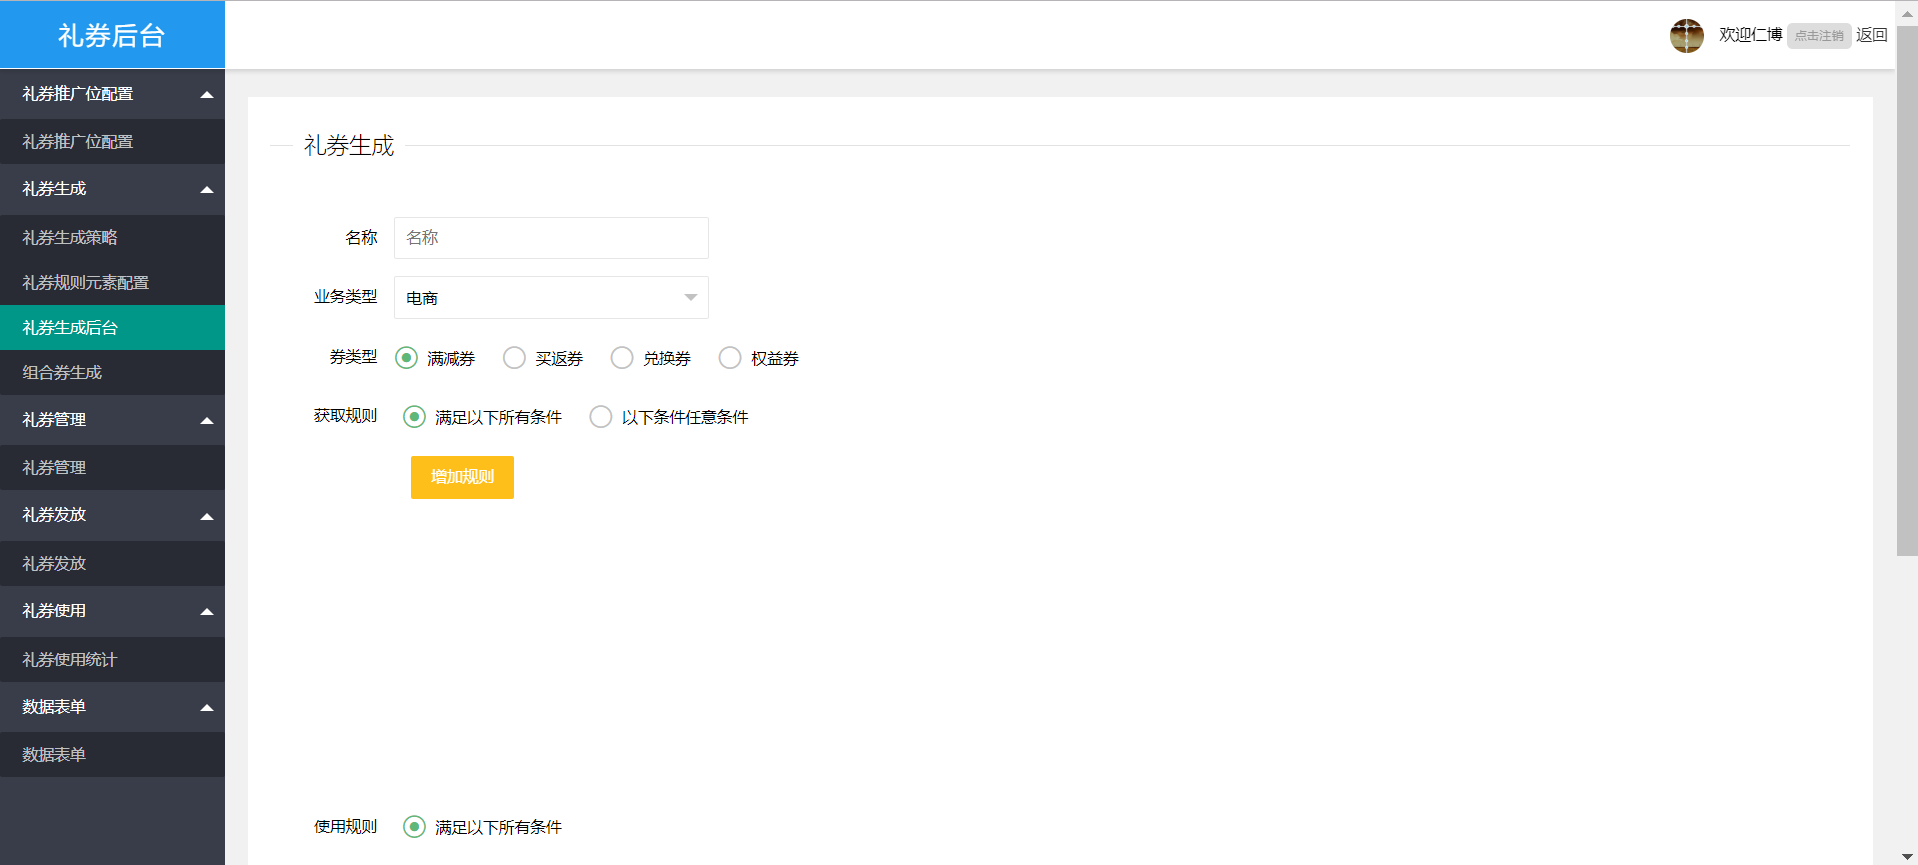 礼券后台
欢迎仁博 点击注销 返回
礼券推广位配置
礼券推广位配置
礼券生成
礼券生成策略
礼券规则元素配置
礼券生成后台
组合券生成
礼券管理
礼券管理
礼券发放
礼券发放
礼券使用
礼券使用统计
数据表单
数据表单
礼券生成
名称 名称
业务类型 电商
券类型 满减券 买返券 兑换券 权益券
获取规则 满足以下所有条件 以下条件任意条件
增加规则
使用规则 满足以下所有条件